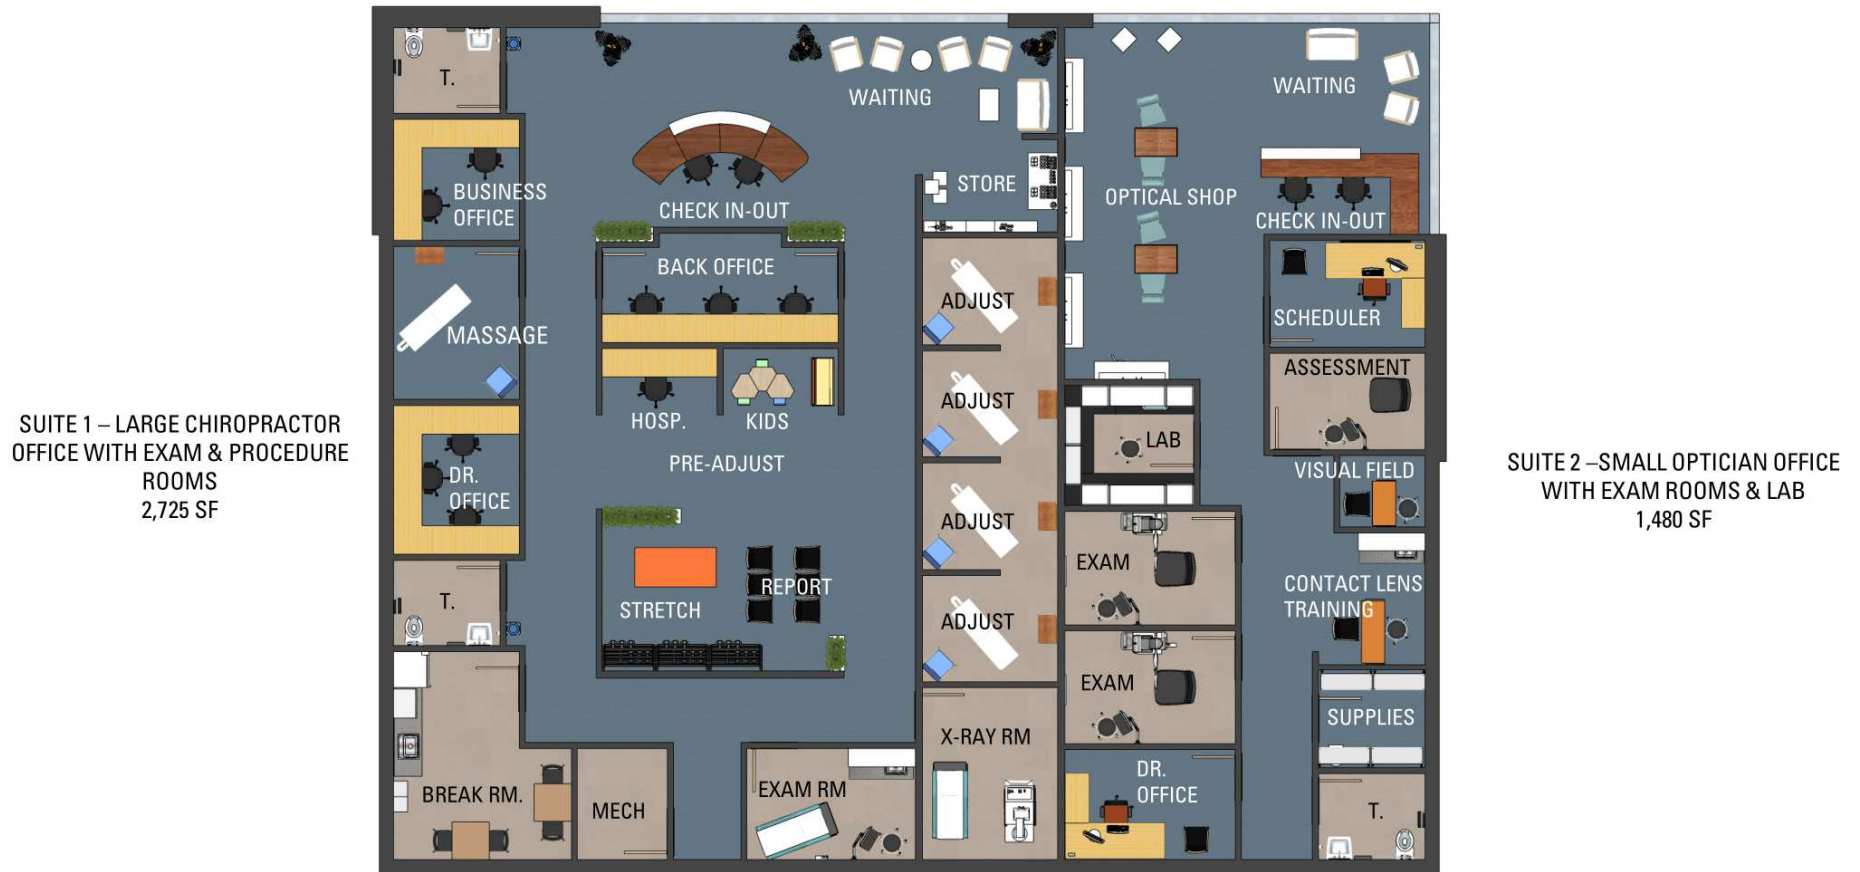 SUITE 1 – LARGE CHIROPRACTOR
OFFICE WITH EXAM & PROCEDURE
ROOMS
2,725 SF
T.
WAITING
BUSINESS
OFFICE
CHECK IN-OUT
STORE
BACK OFFICE
MASSAGE
ADJUST
HOSP.
KIDS
ADJUST
PRE-ADJUST
DR.
OFFICE
ADJUST
STRETCH
REPORT
T.
ADJUST
X-RAY RM
BREAK RM.
MECH
EXAM RM
WAITING
OPTICAL SHOP
CHECK IN-OUT
SCHEDULER
ASSESSMENT
LAB
VISUAL FIELD
EXAM
CONTACT LENS
TRAINING
EXAM
SUPPLIES
DR.
OFFICE
T.
SUITE 2 –SMALL OPTICIAN OFFICE
WITH EXAM ROOMS & LAB
1,480 SF